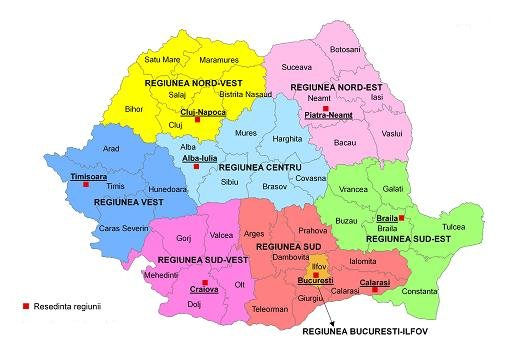 Satu Mare
Maramures
REGIUNEA NORD-VEST
Salaj
Bistrita Nasaud
Bihor
Cluj-Napoca
Cluj
Botosani
Suceava
REGIUNEA NORD-EST
Neamt
Iasi
Piatra-Neamt
Bacau
Vaslui
Mures
Harghita
Alba
Alba-Iulia
REGIUNEA CENTRU
Sibiu
Brasov
Covasna
Arad
Timisoara
Timis
Hunedoara
REGIUNEA VEST
Caras Severin
Vrancea
Galati
Buzau
Braila
Braila
Tulcea
REGIUNEA SUD-EST
Constanta
Gorj
Valcea
REGIUNEA SUD-VEST
Mehedinti
Craiova
Olt
Dolj
Arges
Prahova
REGIUNEA SUD
Dambovita
Ialomita
Ilfov
Bucuresti
Calarasi
Calarasi
Giurgiu
Teleorman
Resedinta regiunii
REGIUNEA BUCURESTI-ILFOV